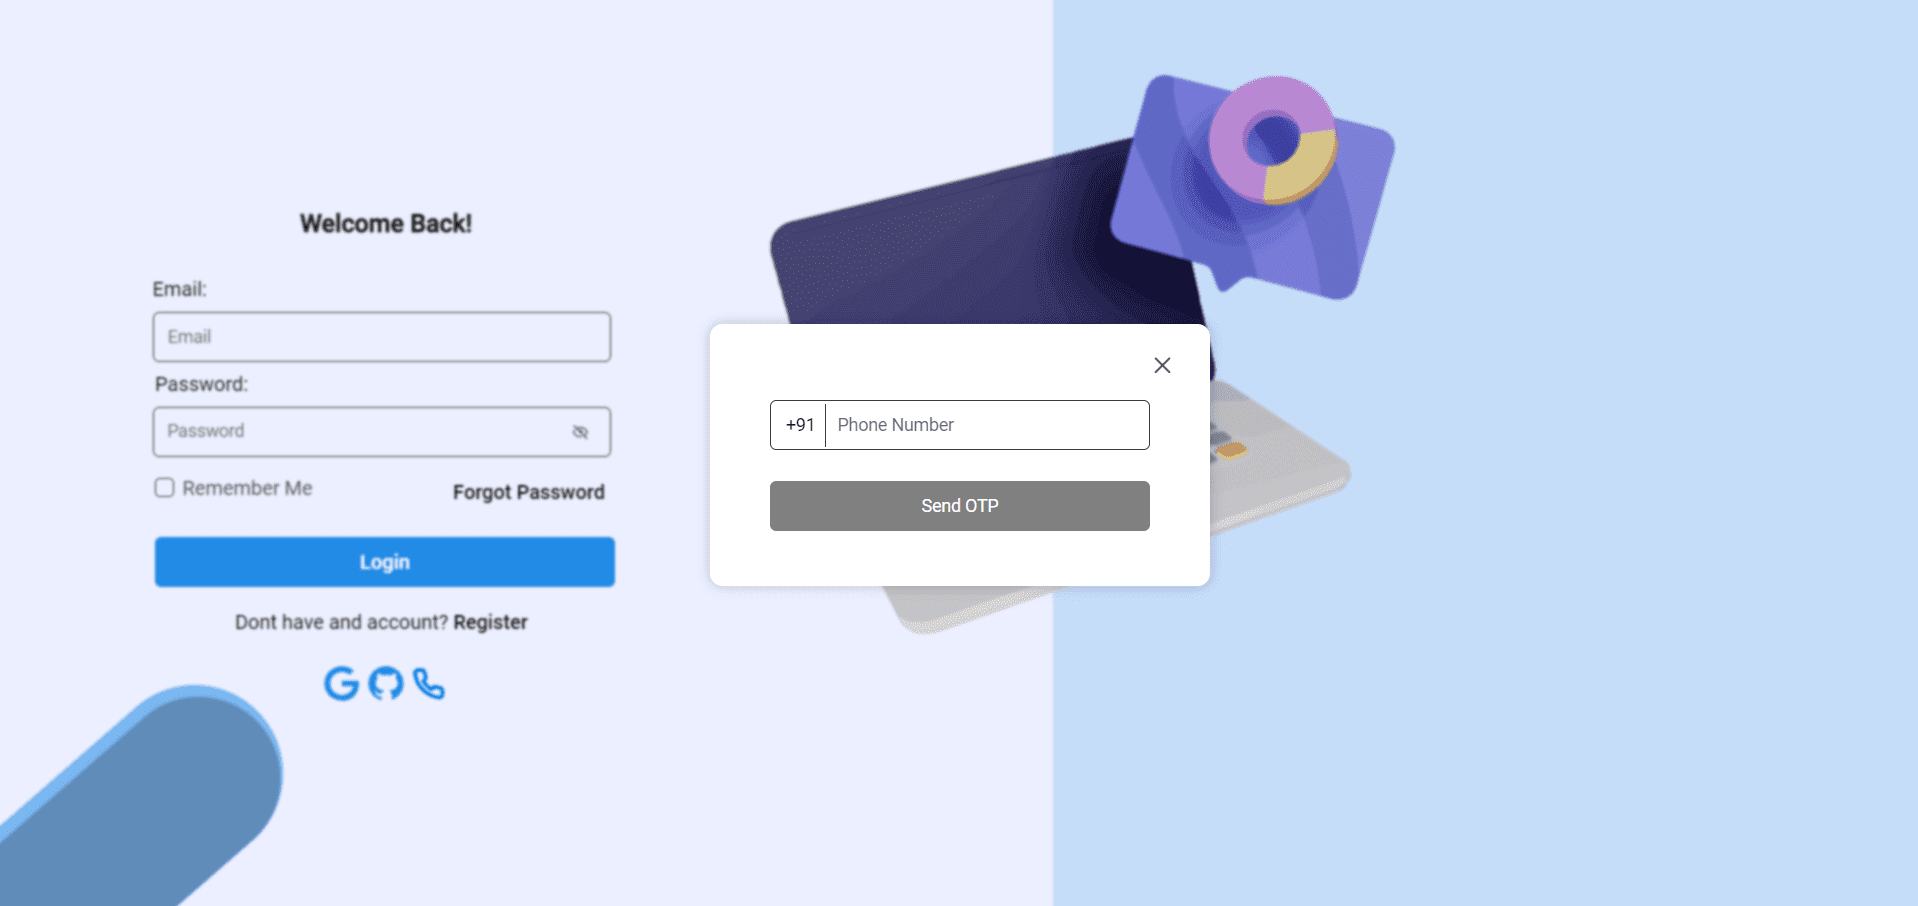 Welcome Back!
Email:
Email
Password:
Password
Remember Me
Forgot Password
Login
Dont have and account? Register
+91
Phone Number
Send OTP